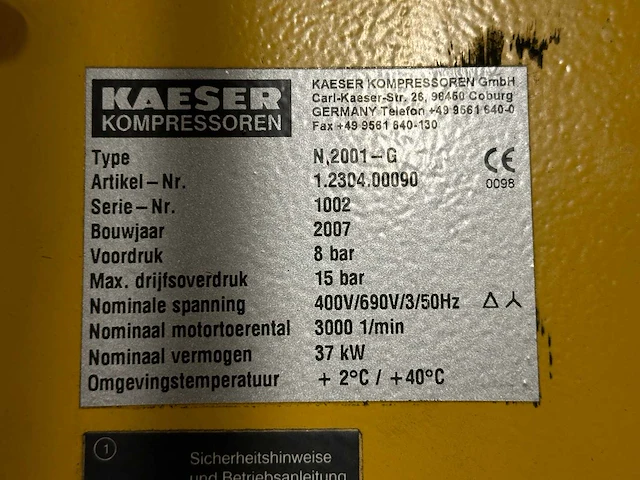 KAESER
KOMPRESSOREN
KAESER KOMPRESSOREN GmbH
Carl-Kaeser-Str. 26, 96450 Coburg
GERMANY Telefon +49 9561 640-0
Fax +49 9561 640-130
Type N 2001-G
Artikel-Nr. 1.2304.00090
CE
0098
Serie-Nr. 1002
Bouwjaar 2007
Voordruk 8 bar
Max. drijfsoverdruk 15 bar
Nominale spanning 400V/690V/3/50Hz
Nominaal motortoerental 3000 1/min
Nominaal vermogen 37 kW
Omgevingstemperatuur + 2°C / +40°C
1
Sicherheitshinweise
und Betriebsanleitung